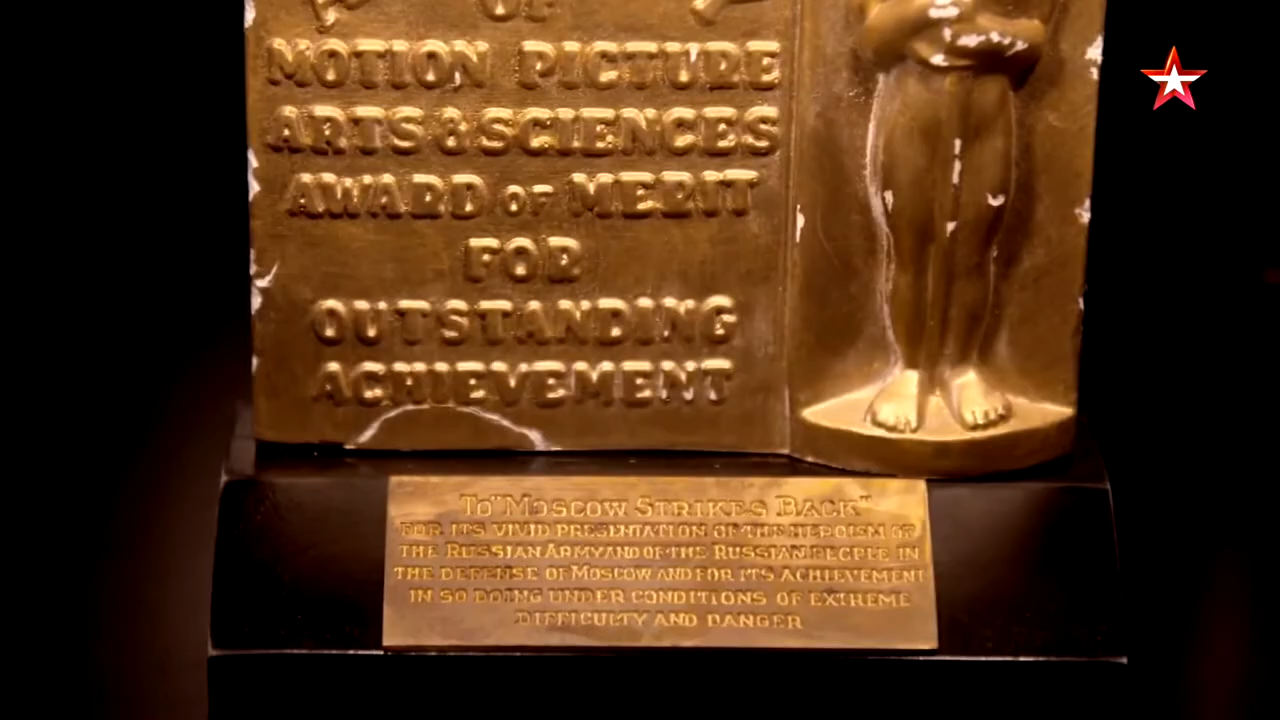 OF
MOTION PICTURE
ARTS & SCIENCES
AWARD OF MERIT
FOR
OUTSTANDING
ACHIEVEMENT
TO "MOSCOW STRIKES BACK"
FOR ITS VIVID PRESENTATION OF THE HEROISM OF
THE RUSSIAN ARMY AND OF THE RUSSIAN PEOPLE IN
THE DEFENSE OF MOSCOW AND FOR ITS ACHIEVEMENT
IN SO DOING UNDER CONDITIONS OF EXTREME
DIFFICULTY AND DANGER